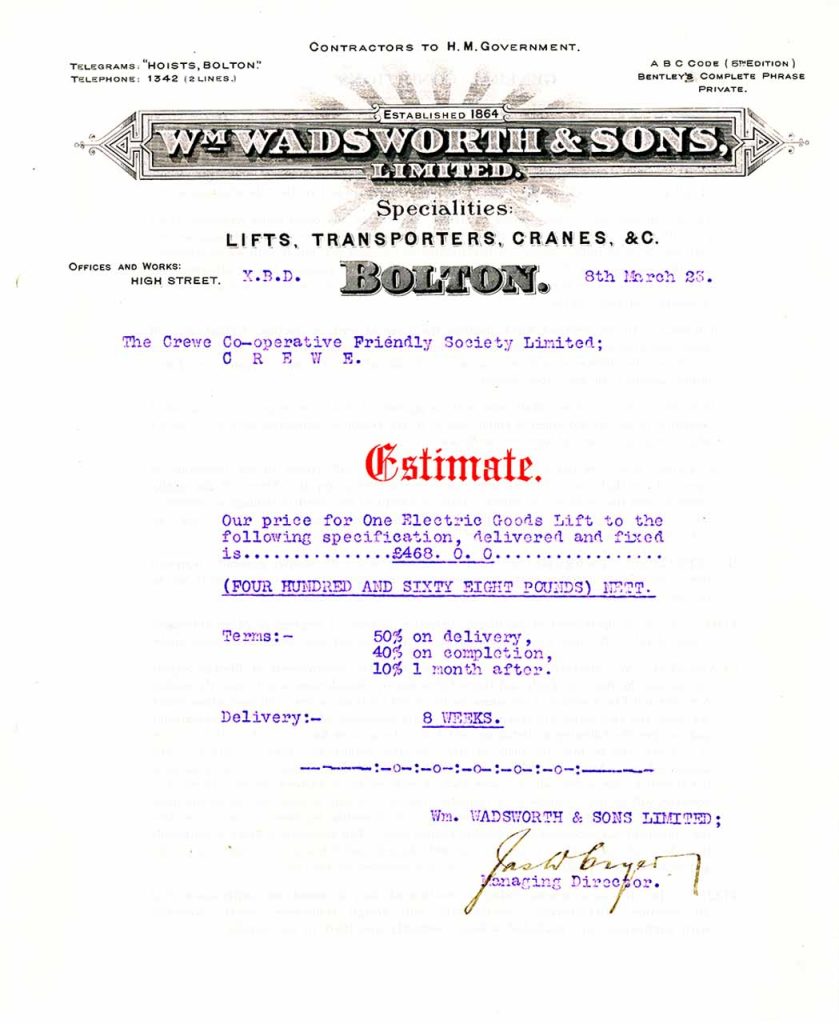 CONTRACTORS TO H. M. GOVERNMENT.
TELEGRAMS: "HOISTS, BOLTON."
TELEPHONE: 1342 (2 LINES.)
A B C CODE (5TH EDITION)
BENTLEY'S COMPLETE PHRASE
PRIVATE.
ESTABLISHED 1864
WM WADSWORTH & SONS,
LIMITED.
Specialities:
LIFTS, TRANSPORTERS, CRANES, &C.
OFFICES AND WORKS:
HIGH STREET.
X.B.D.
BOLTON.
8th March 23.
The Crewe Co-operative Friendly Society Limited;
C R E W E.
Estimate.
Our price for One Electric Goods Lift to the
following specification, delivered and fixed
is...............£468. 0. 0.................
(FOUR HUNDRED AND SIXTY EIGHT POUNDS) NETT.
Terms:- 50% on delivery,
40% on completion,
10% 1 month after.
Delivery:- 8 WEEKS.
-------:-o-:-o-:-o-:-o-:-o-:-------
Wm. WADSWORTH & SONS LIMITED;
Managing Director.